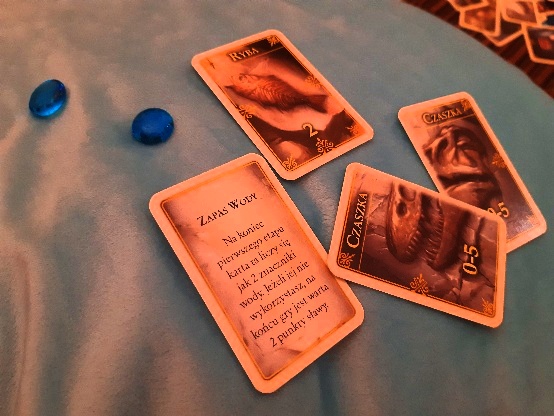 RYBA
2
CZASZKA
0-5
CZASZKA
0-5
ZAPAS WODY
Na koniec
pierwszego etapu
karta ta liczy się
jak 2 znaczniki
wody. Jeżeli jej nie
wykorzystasz, na
końcu gry jest warta
2 punkty sławy.